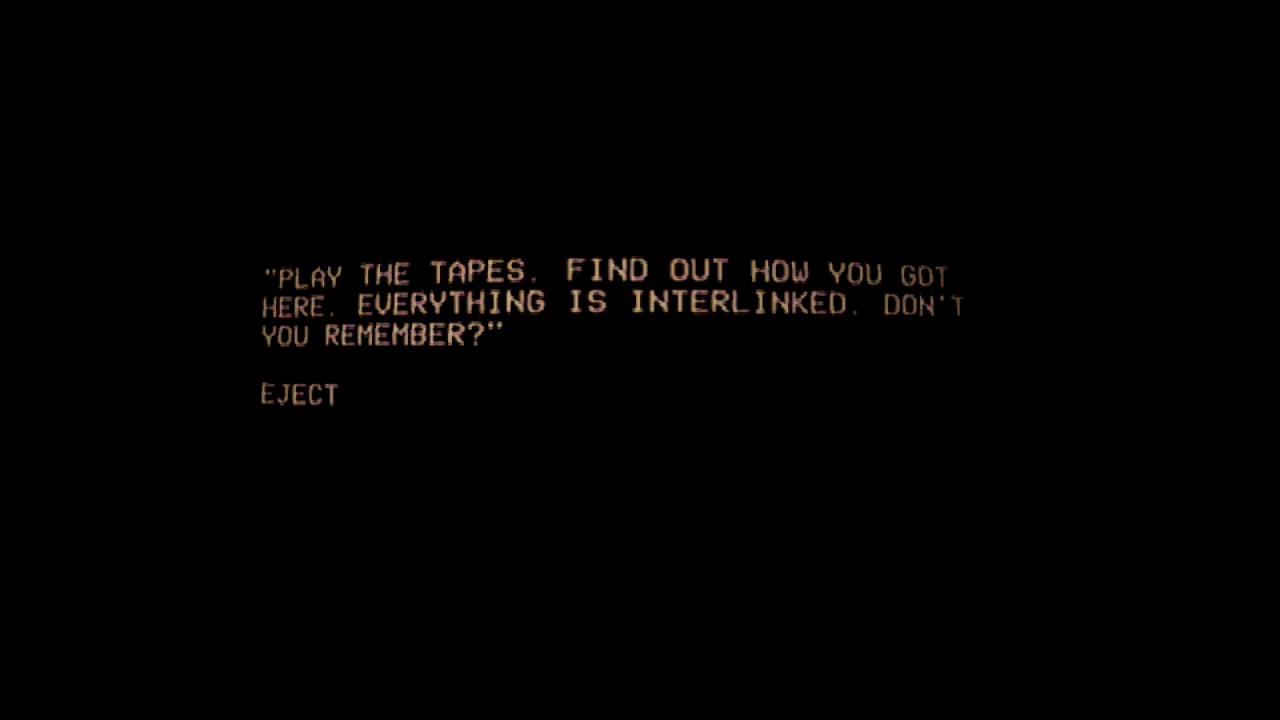 "PLAY THE TAPES. FIND OUT HOW YOU GOT
HERE. EVERYTHING IS INTERLINKED. DON'T
YOU REMEMBER?"
EJECT